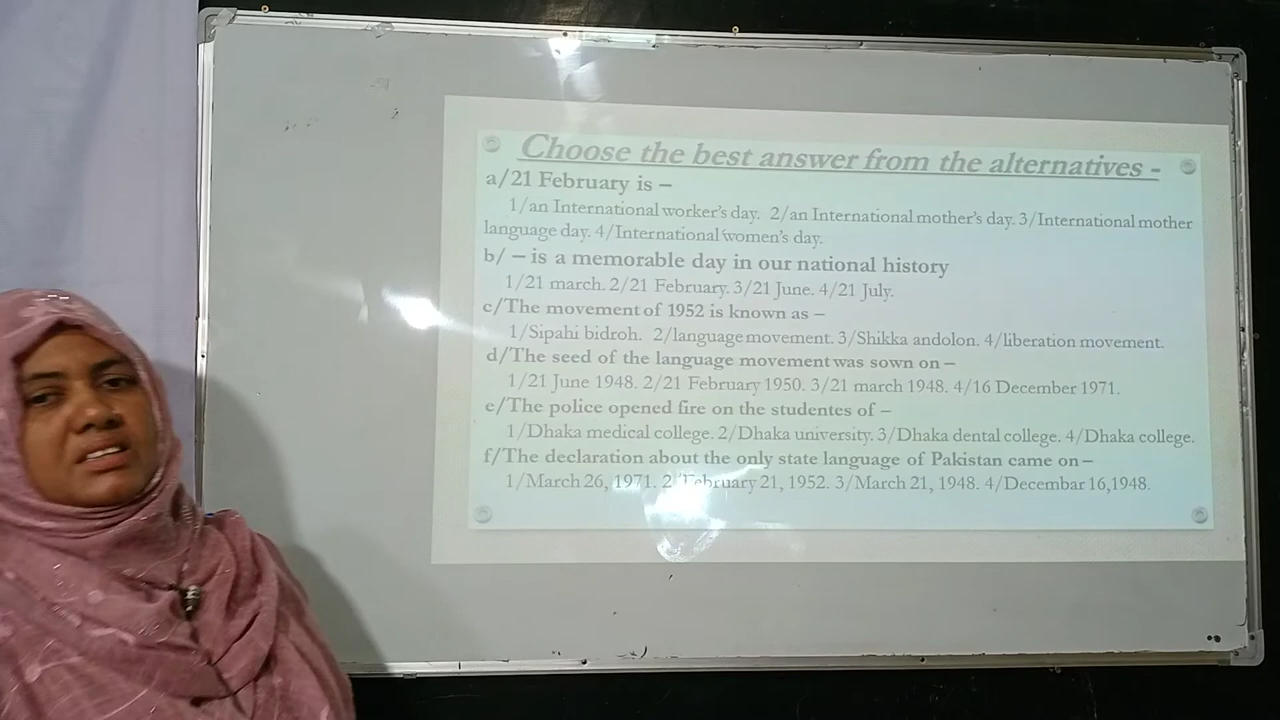 Choose the best answer from the alternatives -
a/21 February is –
1/an International worker's day. 2/an International mother's day. 3/International mother
language day. 4/International women's day.
b/ – is a memorable day in our national history
1/21 march. 2/21 February. 3/21 June. 4/21 July.
c/The movement of 1952 is known as –
1/Sipahi bidroh. 2/language movement. 3/Shikka andolon. 4/liberation movement.
d/The seed of the language movement was sown on –
1/21 June 1948. 2/21 February 1950. 3/21 march 1948. 4/16 December 1971.
e/The police opened fire on the studentes of –
1/Dhaka medical college. 2/Dhaka university. 3/Dhaka dental college. 4/Dhaka college.
f/The declaration about the only state language of Pakistan came on –
1/March 26, 1971. 2/February 21, 1952. 3/March 21, 1948. 4/Decembar 16,1948.